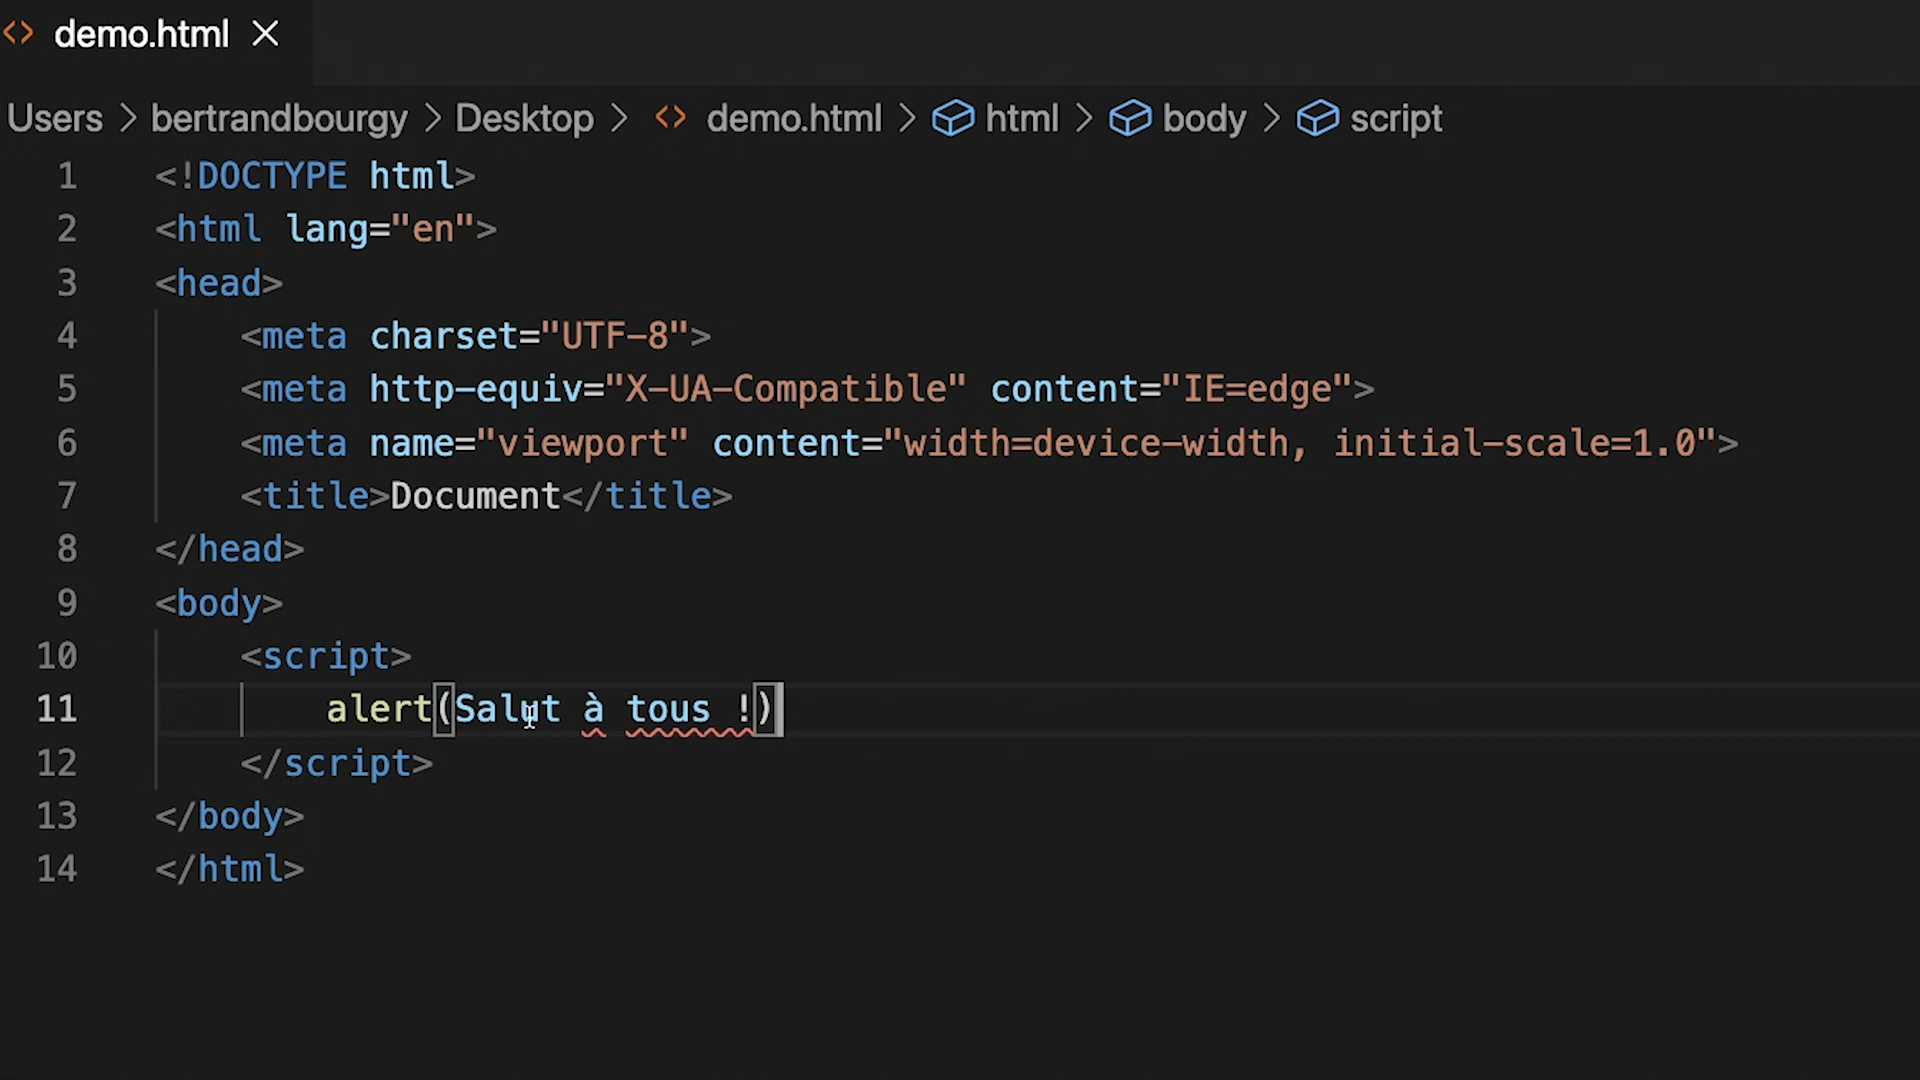 demo.html
Users > bertrandbourgy > Desktop > demo.html > html > body > script
1 <!DOCTYPE html>
2 <html lang="en">
3 <head>
4 <meta charset="UTF-8">
5 <meta http-equiv="X-UA-Compatible" content="IE=edge">
6 <meta name="viewport" content="width=device-width, initial-scale=1.0">
7 <title>Document</title>
8 </head>
9 <body>
10 <script>
11 alert(Salut à tous !)
12 </script>
13 </body>
14 </html>